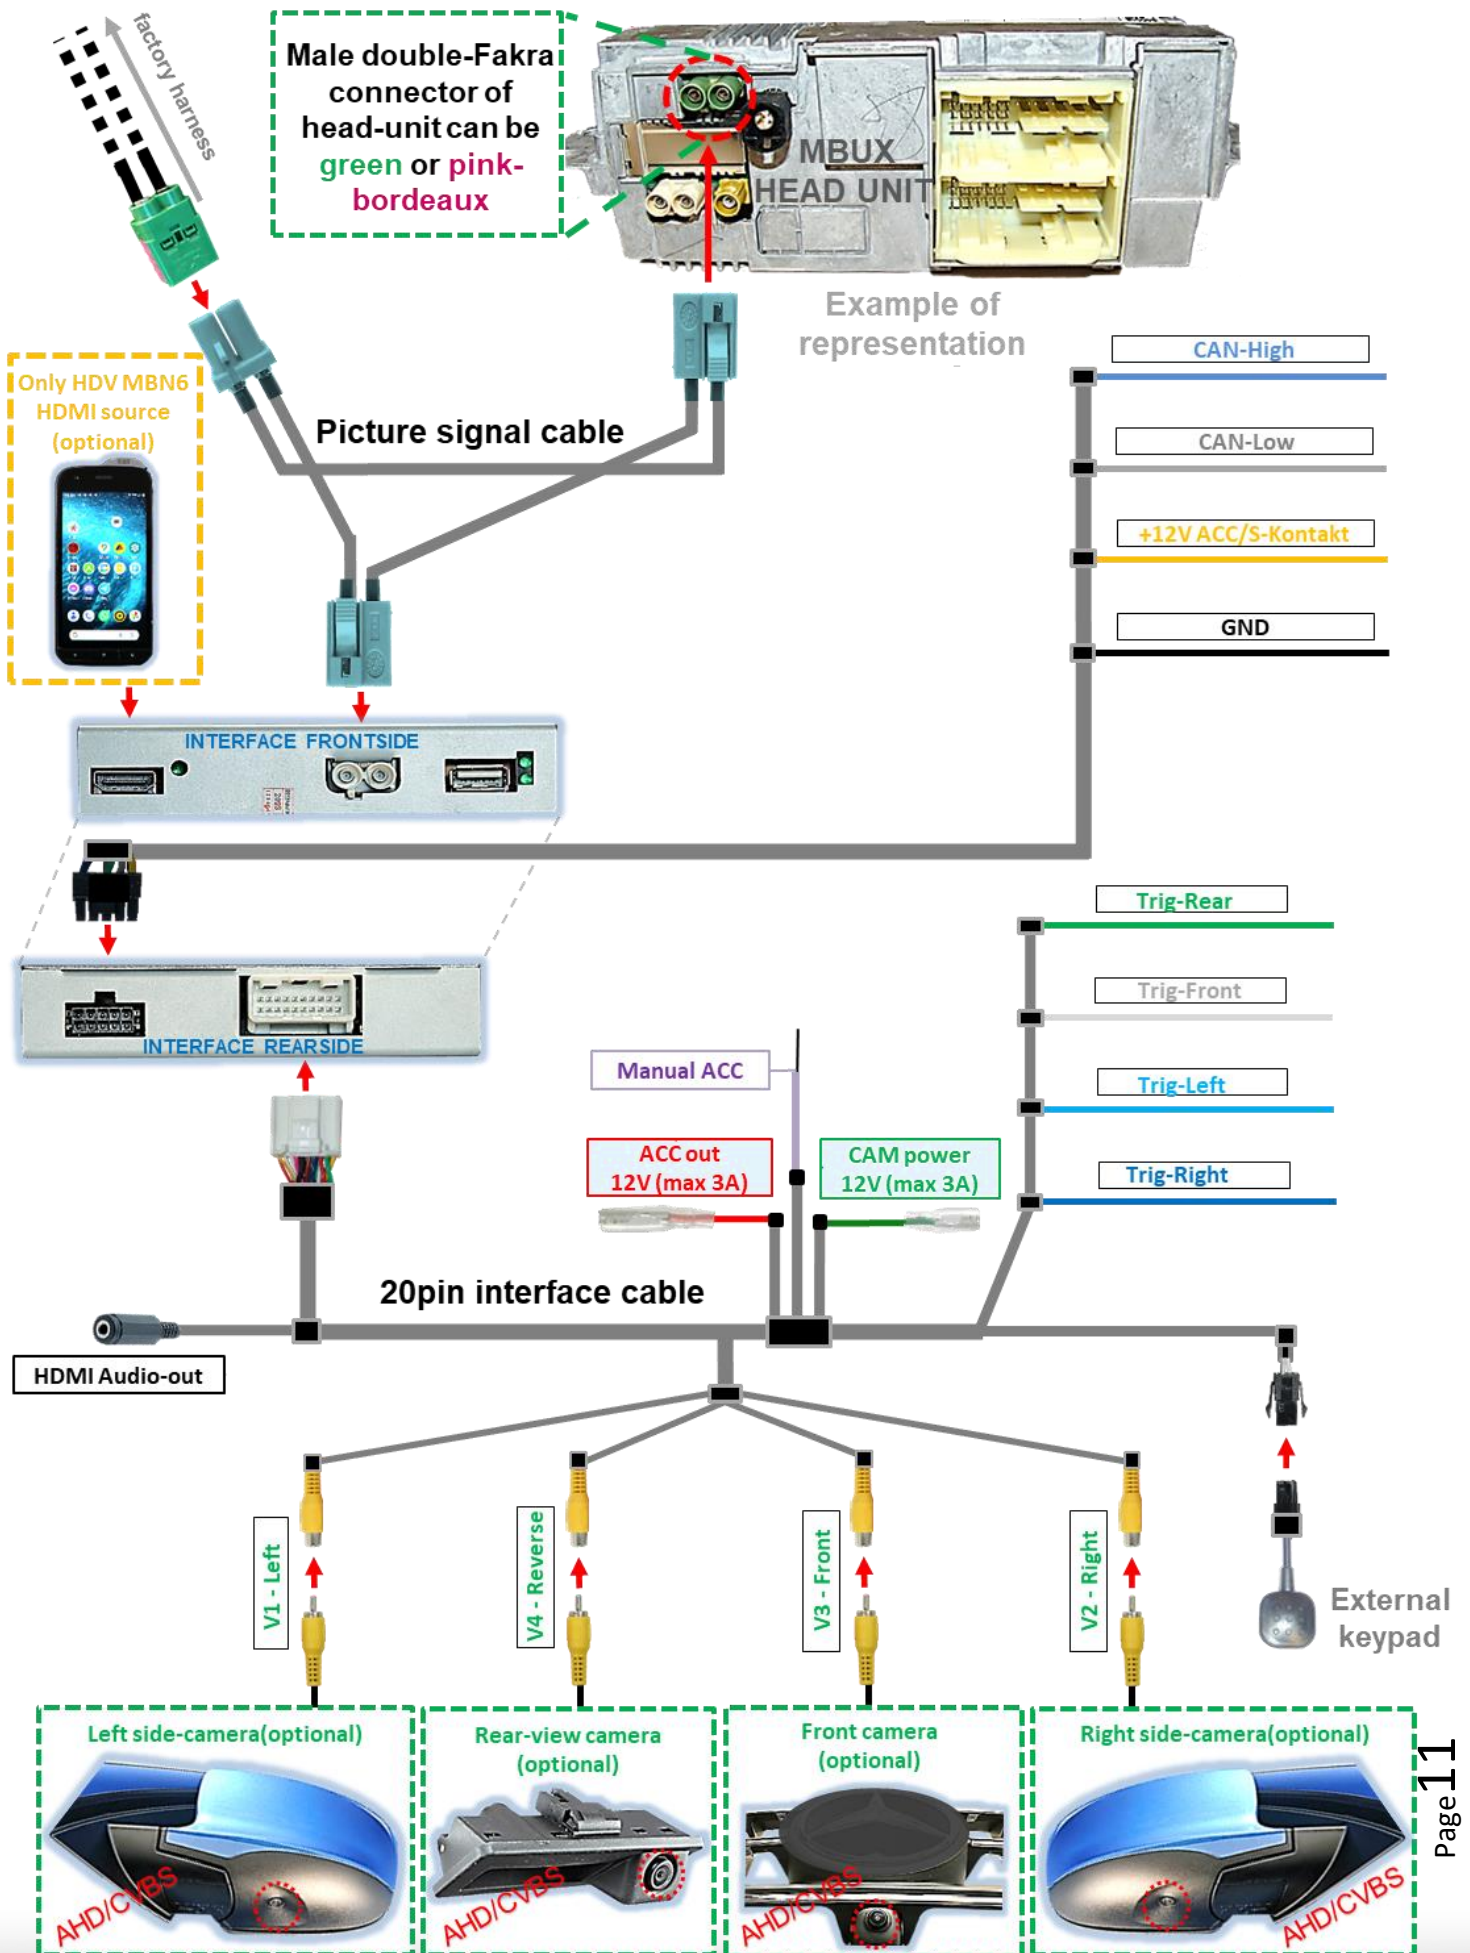 factory harness
Male double-Fakra
connector of
head-unit can be
green or pink-
bordeaux
MBUX
HEAD UNIT
Example of
representation
Only HDV MBN6
HDMI source
(optional)
Picture signal cable
CAN-High
CAN-Low
+12V ACC/S-Kontakt
GND
INTERFACE FRONTSIDE
INTERFACE REARSIDE
Trig-Rear
Trig-Front
Trig-Left
Trig-Right
Manual ACC
ACC out
12V (max 3A)
CAM power
12V (max 3A)
20pin interface cable
HDMI Audio-out
V1 - Left
V4 - Reverse
V3 - Front
V2 - Right
External
keypad
Left side-camera(optional)
AHD/CVBS
Rear-view camera
(optional)
AHD/CVBS
Front camera
(optional)
AHD/CVBS
Right side-camera(optional)
AHD/CVBS
Page 11